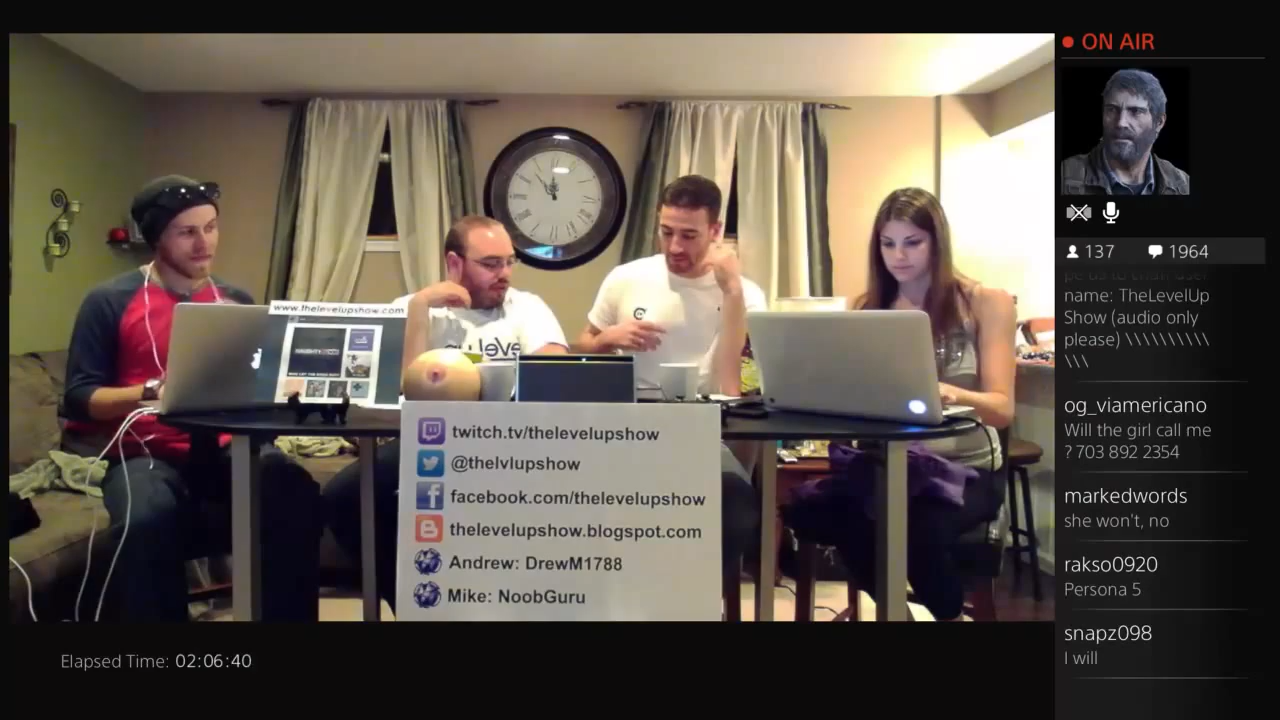 www.thelevelupshow.com
twitch.tv/thelevelupshow
@thelvlupshow
facebook.com/thelevelupshow
thelevelupshow.blogspot.com
Andrew: DrewM1788
Mike: NoobGuru
Elapsed Time: 02:06:40
ON AIR
137 1964
name: TheLevelUp
Show (audio only
please) \\\\\\\\\\
\\\
og_viamericano
Will the girl call me
? 703 892 2354
markedwords
she won't, no
rakso0920
Persona 5
snapz098
I will